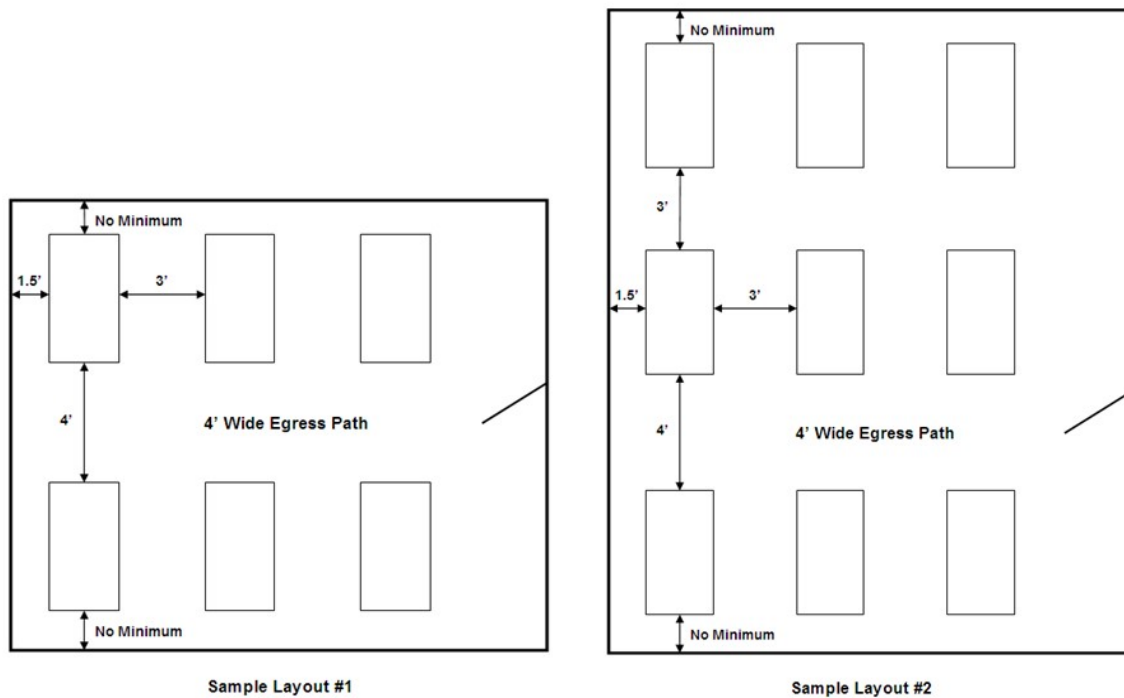 No Minimum
1.5’
3’
4’
4’ Wide Egress Path
No Minimum
Sample Layout #1
No Minimum
3’
1.5’
3’
4’
4’ Wide Egress Path
No Minimum
Sample Layout #2